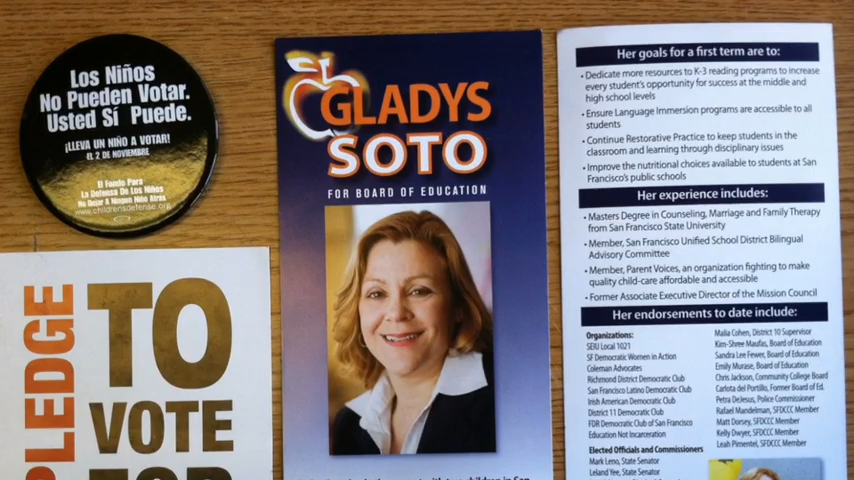 Los Niños
No Pueden Votar.
Usted Sí Puede.
¡LLEVA UN NIÑO A VOTAR!
EL 2 DE NOVIEMBRE
El Fondo Para
La Defensa De Los Niños
No Dejar A Ningún Niño Atrás
www.childrensdefense.org
PLEDGE
TO
VOTE
FOR
GLADYS
SOTO
FOR BOARD OF EDUCATION
Her goals for a first term are to:
• Dedicate more resources to K-3 reading programs to increase
every student's opportunity for success at the middle and
high school levels
• Ensure Language Immersion programs are accessible to all
students
• Continue Restorative Practice to keep students in the
classroom and learning through disciplinary issues
• Improve the nutritional choices available to students at San
Francisco's public schools
Her experience includes:
• Masters Degree in Counseling, Marriage and Family Therapy
from San Francisco State University
• Member, San Francisco Unified School District Bilingual
Advisory Committee
• Member, Parent Voices, an organization fighting to make
quality child-care affordable and accessible
• Former Associate Executive Director of the Mission Council
Her endorsements to date include:
Organizations:
SEIU Local 1021
SF Democratic Women in Action
Coleman Advocates
Richmond District Democratic Club
San Francisco Latino Democratic Club
Irish American Democratic Club
District 11 Democratic Club
FDR Democratic Club of San Francisco
Education Not Incarceration
Elected Officials and Commissioners
Mark Leno, State Senator
Leland Yee, State Senator
Malia Cohen, District 10 Supervisor
Kim-Shree Maufas, Board of Education
Sandra Lee Fewer, Board of Education
Emily Murase, Board of Education
Chris Jackson, Community College Board
Carlota del Portillo, Former Board of Ed.
Petra DeJesus, Police Commissioner
Rafael Mandelman, SFDCCC Member
Matt Dorsey, SFDCCC Member
Kelly Dwyer, SFDCCC Member
Leah Pimentel, SFDCCC Member